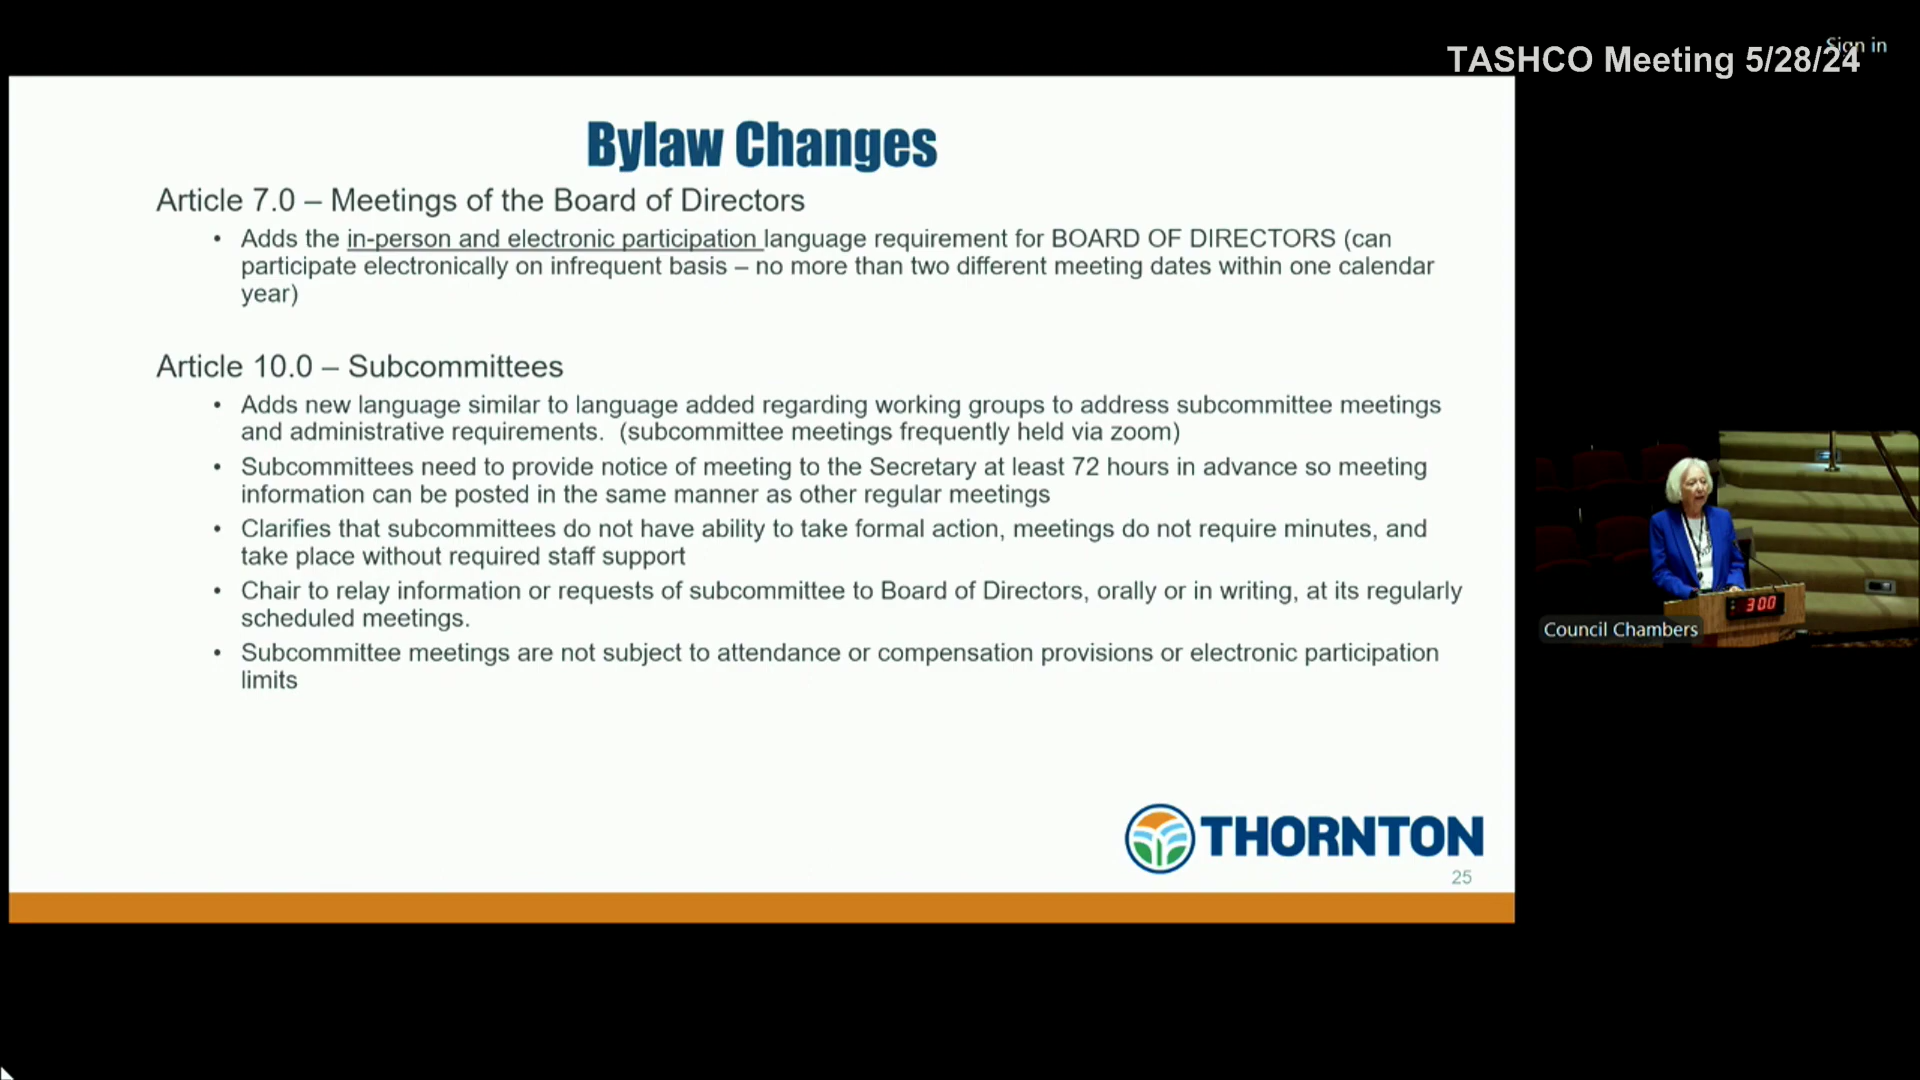 Sign in
TASHCO Meeting 5/28/24
Bylaw Changes
Article 7.0 – Meetings of the Board of Directors
• Adds the in-person and electronic participation language requirement for BOARD OF DIRECTORS (can
participate electronically on infrequent basis – no more than two different meeting dates within one calendar
year)
Article 10.0 – Subcommittees
• Adds new language similar to language added regarding working groups to address subcommittee meetings
and administrative requirements.  (subcommittee meetings frequently held via zoom)
• Subcommittees need to provide notice of meeting to the Secretary at least 72 hours in advance so meeting
information can be posted in the same manner as other regular meetings
• Clarifies that subcommittees do not have ability to take formal action, meetings do not require minutes, and
take place without required staff support
• Chair to relay information or requests of subcommittee to Board of Directors, orally or in writing, at its regularly
scheduled meetings.
• Subcommittee meetings are not subject to attendance or compensation provisions or electronic participation
limits
THORNTON
25
300
Council Chambers